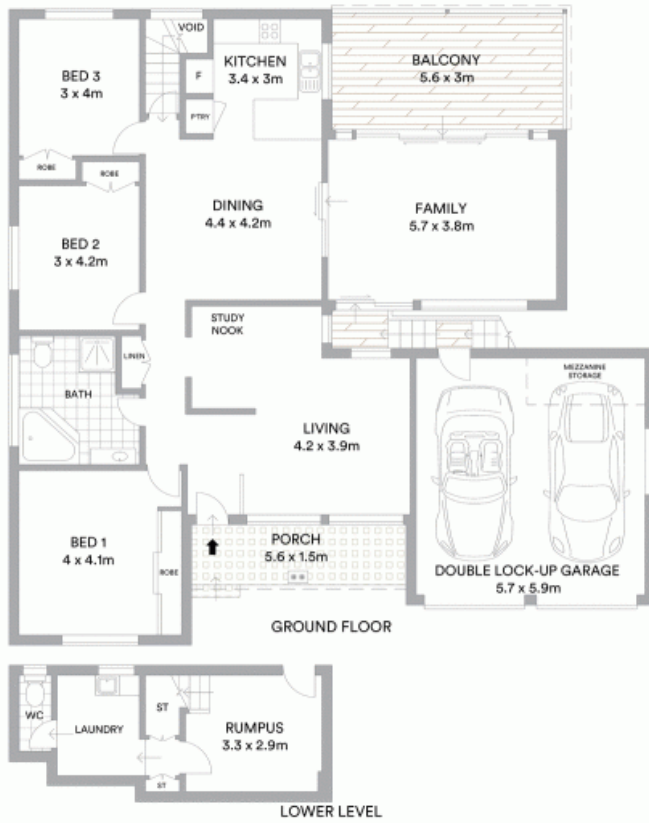 VOID
BED 3
3 x 4m
KITCHEN
3.4 x 3m
F
PTRY
BALCONY
5.6 x 3m
ROBE
ROBE
DINING
4.4 x 4.2m
FAMILY
5.7 x 3.8m
BED 2
3 x 4.2m
STUDY
NOOK
LINEN
BATH
MEZZANINE
STORAGE
LIVING
4.2 x 3.9m
BED 1
4 x 4.1m
ROBE
PORCH
5.6 x 1.5m
DOUBLE LOCK-UP GARAGE
5.7 x 5.9m
GROUND FLOOR
WC
LAUNDRY
ST
RUMPUS
3.3 x 2.9m
ST
LOWER LEVEL